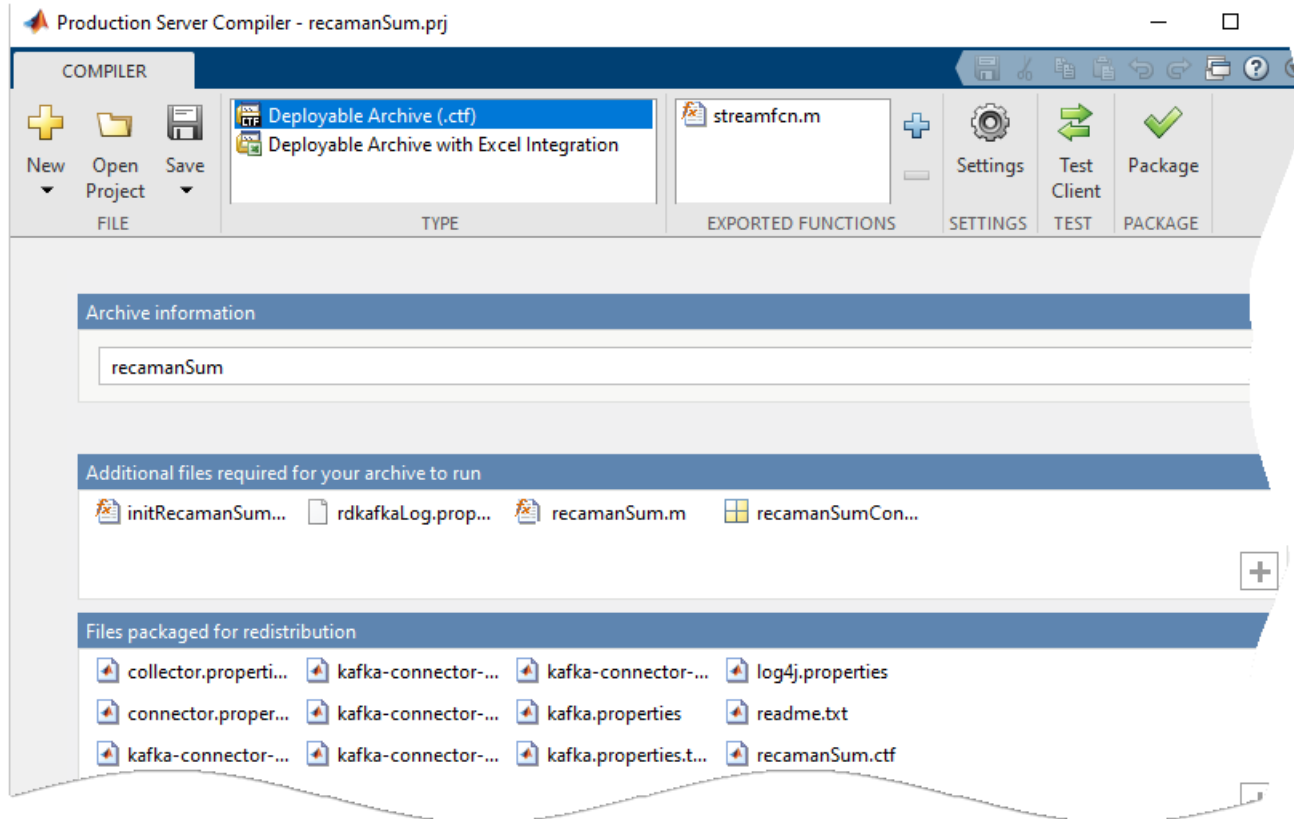 Production Server Compiler - recamanSum.prj
COMPILER
New
Open Project
Save
FILE
Deployable Archive (.ctf)
Deployable Archive with Excel Integration
TYPE
streamfcn.m
EXPORTED FUNCTIONS
Settings
SETTINGS
Test Client
TEST
Package
PACKAGE
Archive information
recamanSum
Additional files required for your archive to run
initRecamanSum... rdkafkaLog.prop... recamanSum.m recamanSumCon...
Files packaged for redistribution
collector.properti... kafka-connector-... kafka-connector-... log4j.properties
connector.proper... kafka-connector-... kafka.properties readme.txt
kafka-connector-... kafka-connector-... kafka.properties.t... recamanSum.ctf